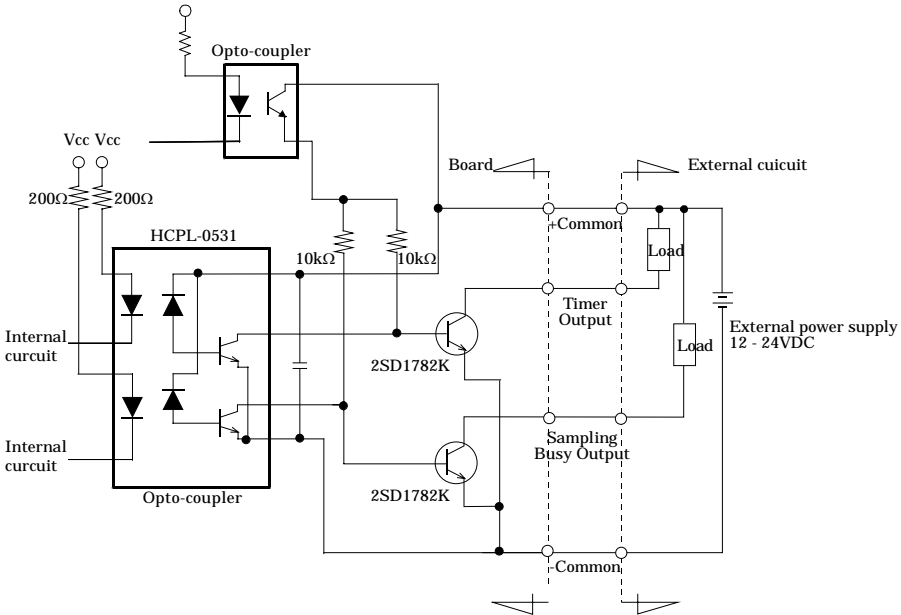 Opto-coupler
Vcc Vcc
Board
External cuicuit
200Ω
200Ω
HCPL-0531
+Common
10kΩ
10kΩ
Load
Timer
Output
External power supply
12 - 24VDC
Internal
curcuit
2SD1782K
Load
Sampling
Busy Output
Internal
curcuit
2SD1782K
Opto-coupler
-Common